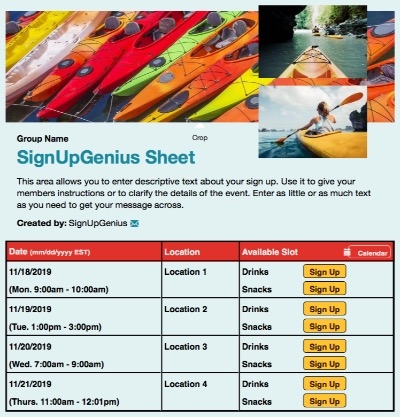 Group Name
Crop
SignUpGenius Sheet
This area allows you to enter descriptive text about your sign up. Use it to give your
members instructions or to clarify the details of the event. Enter as little or as much text
as you need to get your message across.
Created by: SignUpGenius
Date (mm/dd/yyyy EST) Location Available Slot Calendar
11/18/2019 Location 1 Drinks Sign Up
(Mon. 9:00am - 10:00am) Snacks Sign Up
11/19/2019 Location 2 Drinks Sign Up
(Tue. 1:00pm - 3:00pm) Snacks Sign Up
11/20/2019 Location 3 Drinks Sign Up
(Wed. 7:00am - 9:00am) Snacks Sign Up
11/21/2019 Location 4 Drinks Sign Up
(Thurs. 11:00am - 12:01pm) Snacks Sign Up